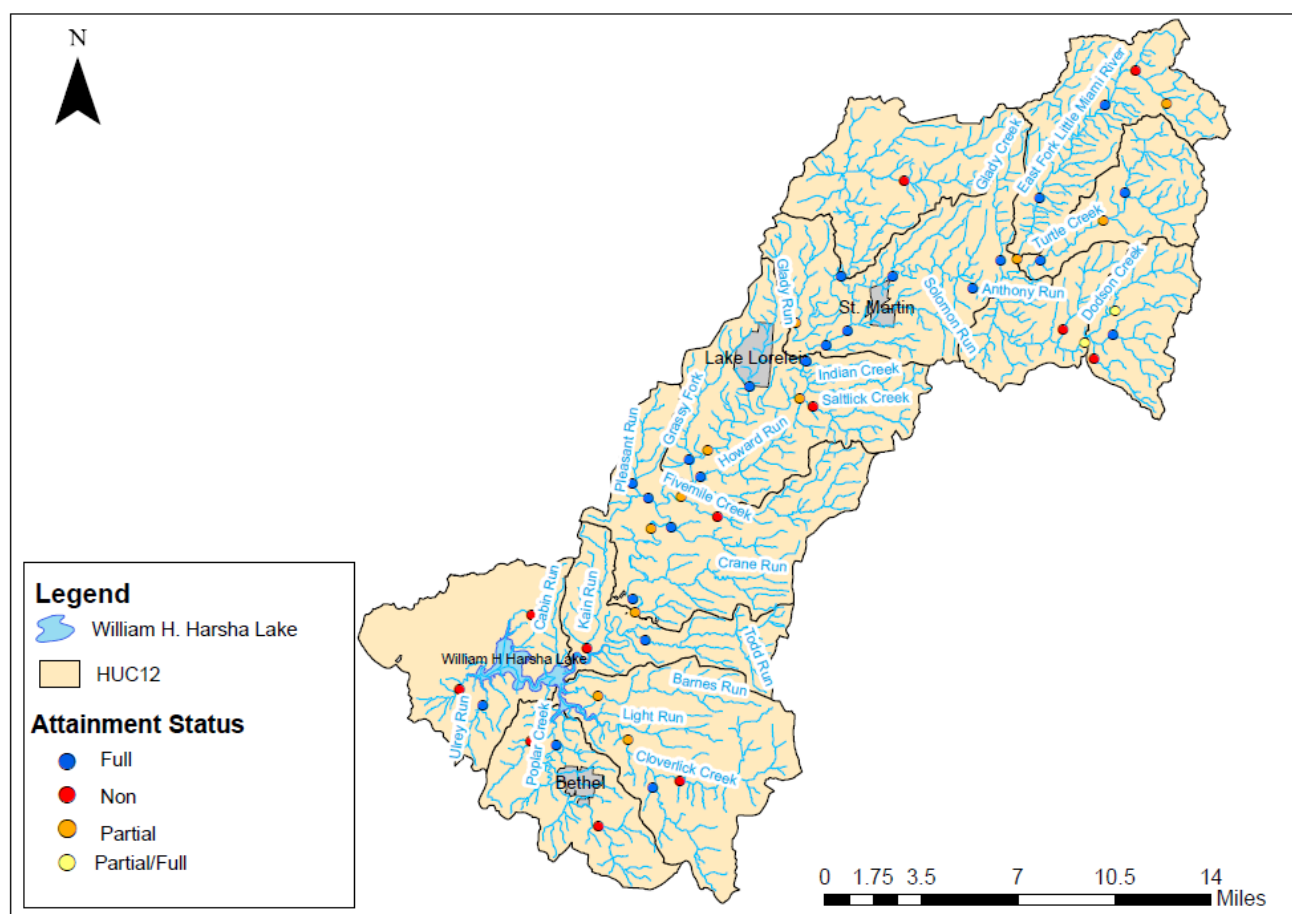 N
East Fork Little Miami River
Glady Creek
Turtle Creek
Dodson Creek
Glady Run
Anthony Run
Solomon Run
St. Martin
Lake Lorelei
Indian Creek
Saltlick Creek
Grassy Fork
Howard Run
Pleasant Run
Fivemile Creek
Crane Run
Cabin Run
Kain Run
Todd Run
William H Harsha Lake
Barnes Run
Ulrey Run
Poplar Creek
Light Run
Cloverlick Creek
Bethel
Legend
William H. Harsha Lake
HUC12
Attainment Status
Full
Non
Partial
Partial/Full
0 1.75 3.5 7 10.5 14
Miles